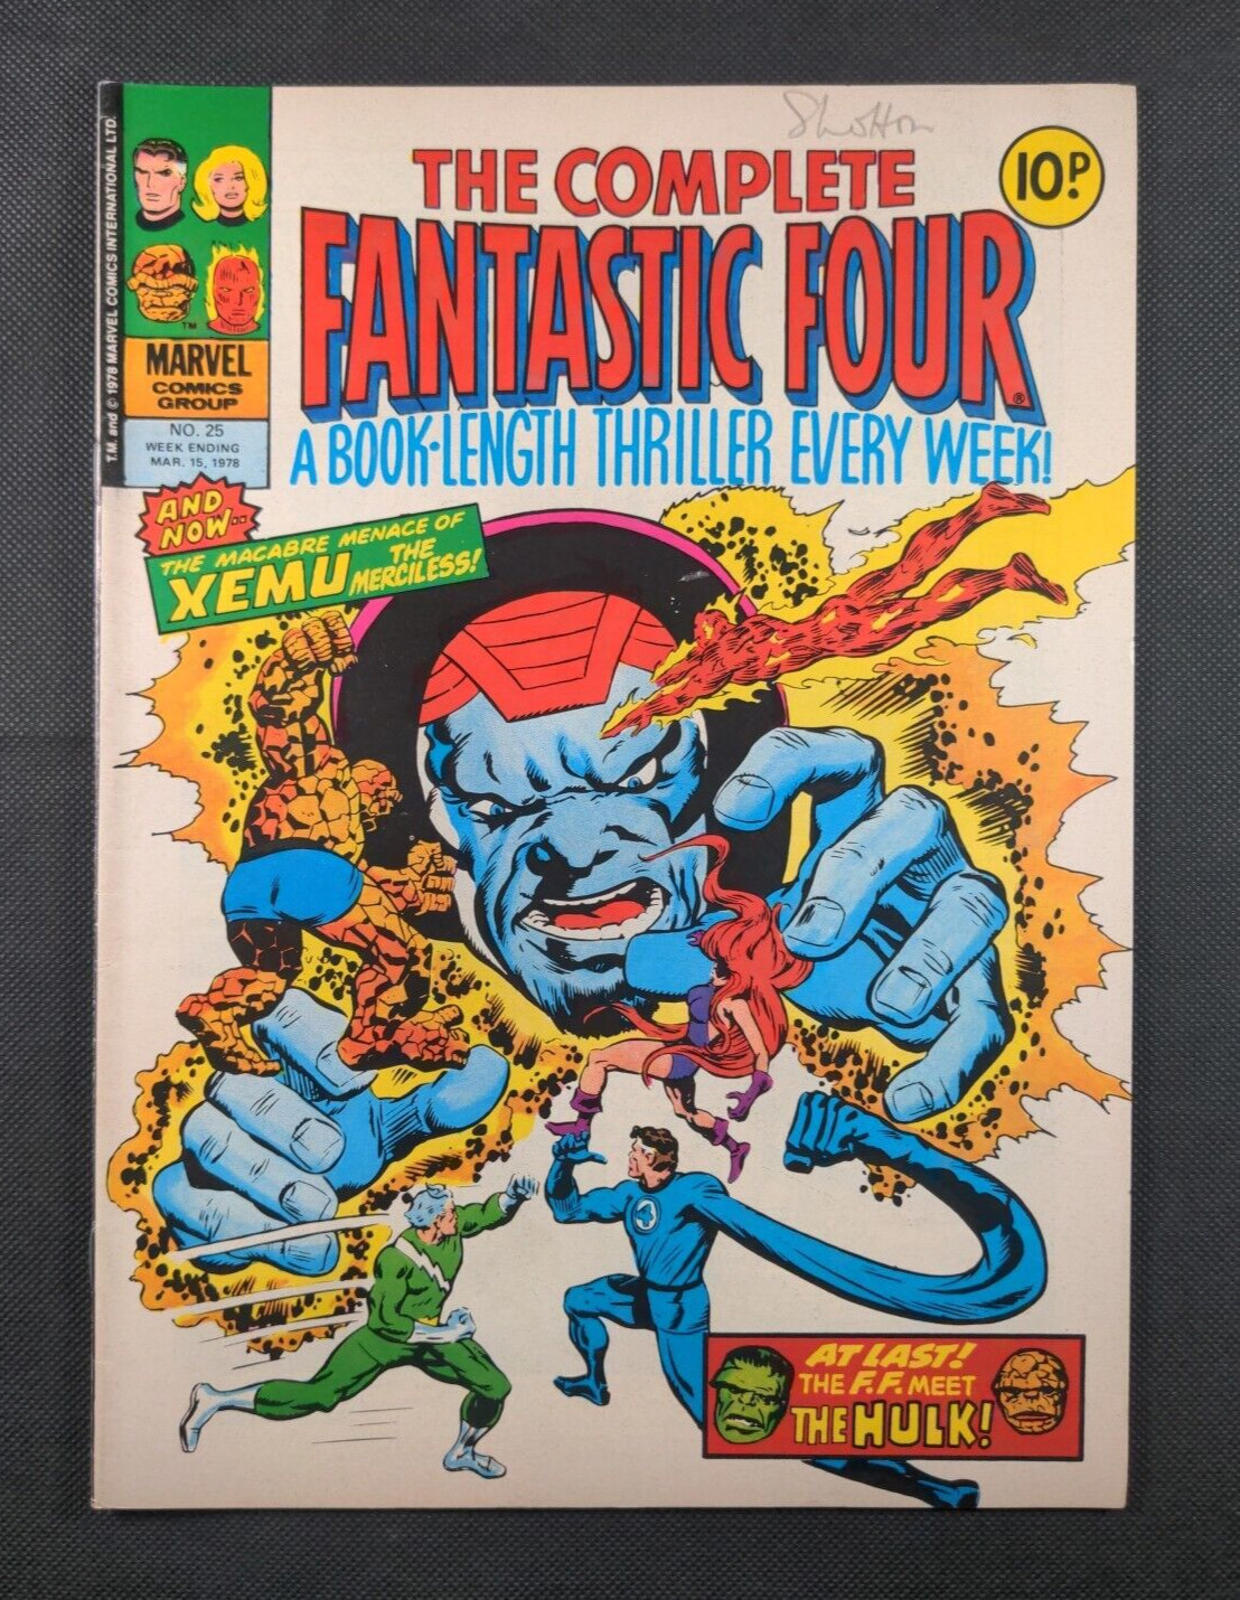 Shotton
THE COMPLETE
FANTASTIC FOUR®
A BOOK-LENGTH THRILLER EVERY WEEK!
10P.
T.M. and © 1978 MARVEL COMICS INTERNATIONAL LTD.
TM
MARVEL
COMICS
GROUP
NO. 25
WEEK ENDING
MAR. 15, 1978
AND
NOW..
THE MACABRE MENACE OF
XEMU THE
MERCILESS!
4
AT LAST!
THE F.F. MEET
THE HULK!